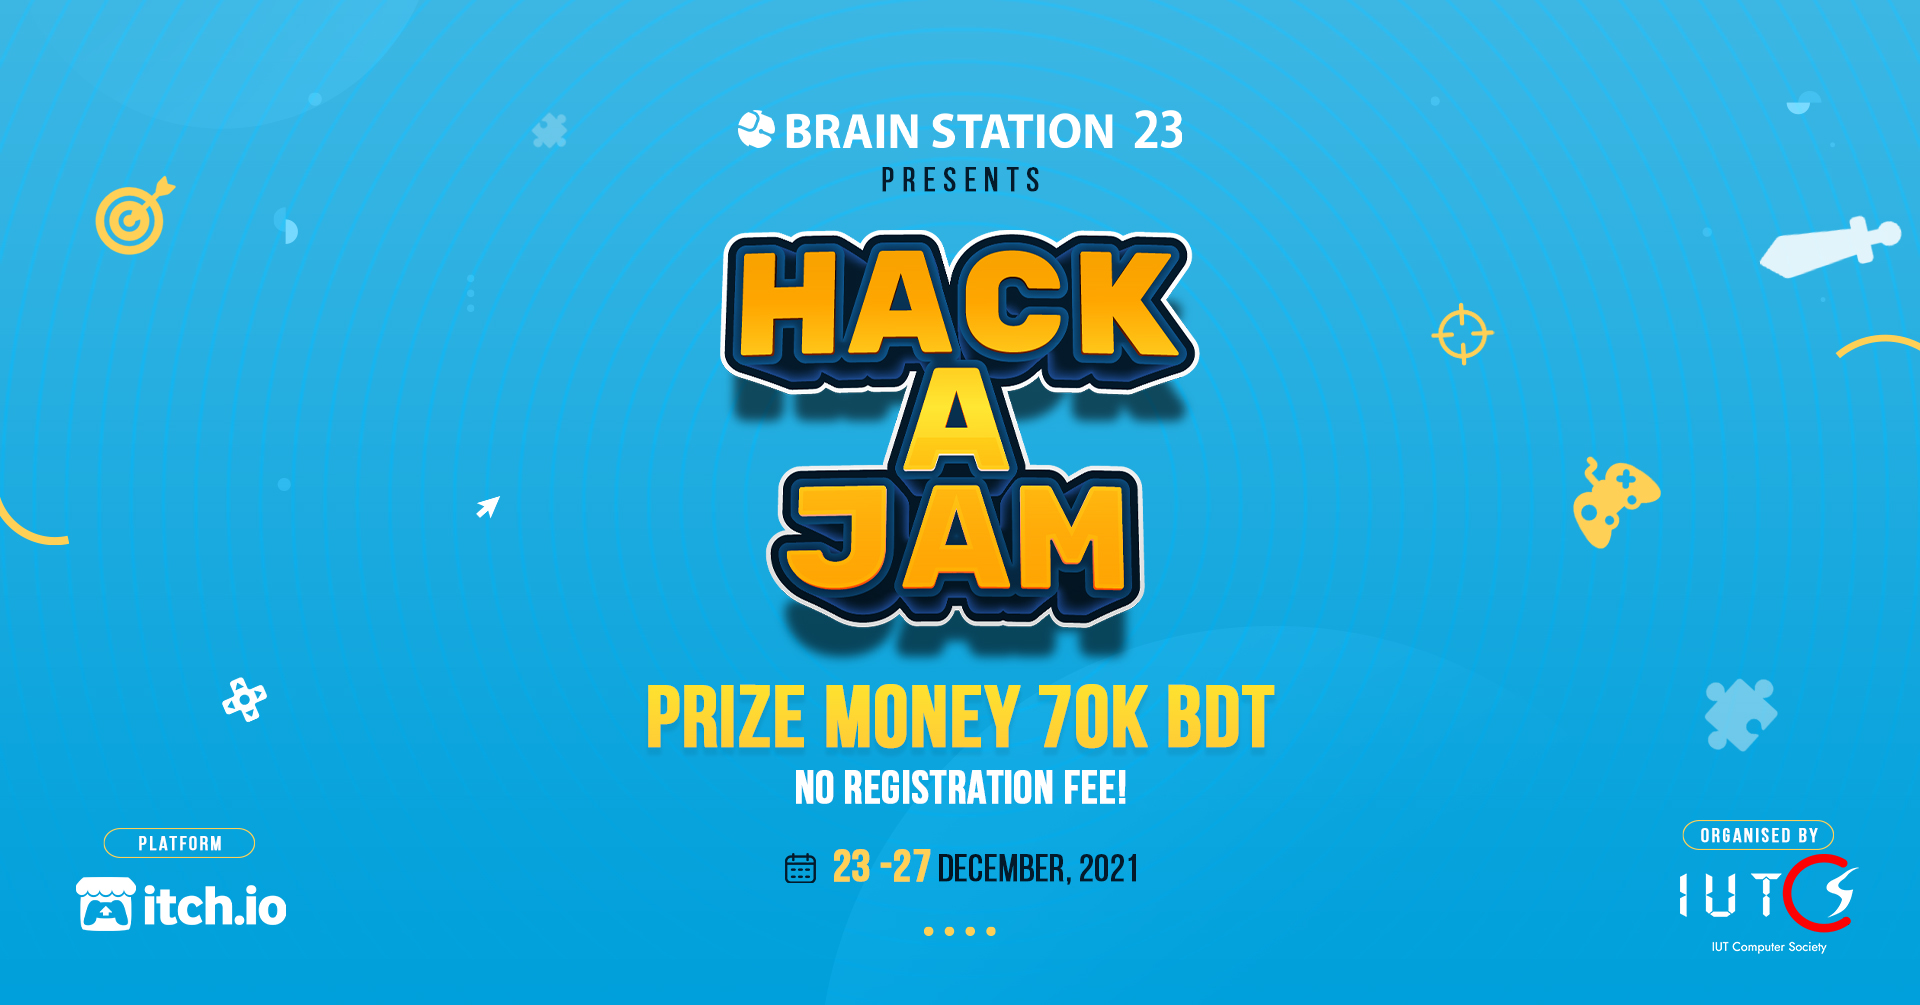 BRAIN STATION 23
PRESENTS
HACK
A
JAM
PRIZE MONEY 70K BDT
NO REGISTRATION FEE!
23 -27 DECEMBER, 2021
PLATFORM
itch.io
ORGANISED BY
IUTCS
IUT Computer Society